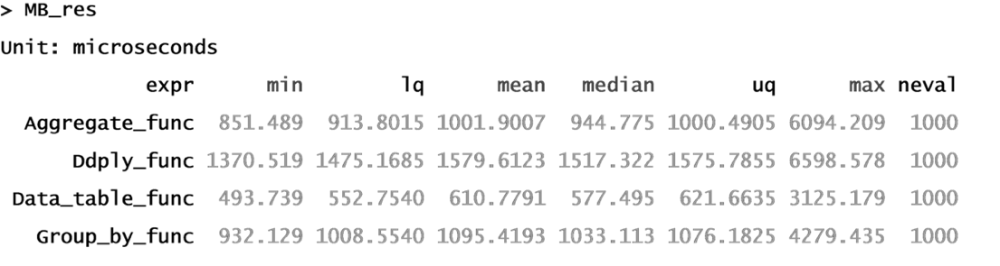 > MB_res
Unit: microseconds
expr min lq mean median uq max neval
Aggregate_func 851.489 913.8015 1001.9007 944.775 1000.4905 6094.209 1000
Ddply_func 1370.519 1475.1685 1579.6123 1517.322 1575.7855 6598.578 1000
Data_table_func 493.739 552.7540 610.7791 577.495 621.6635 3125.179 1000
Group_by_func 932.129 1008.5540 1095.4193 1033.113 1076.1825 4279.435 1000